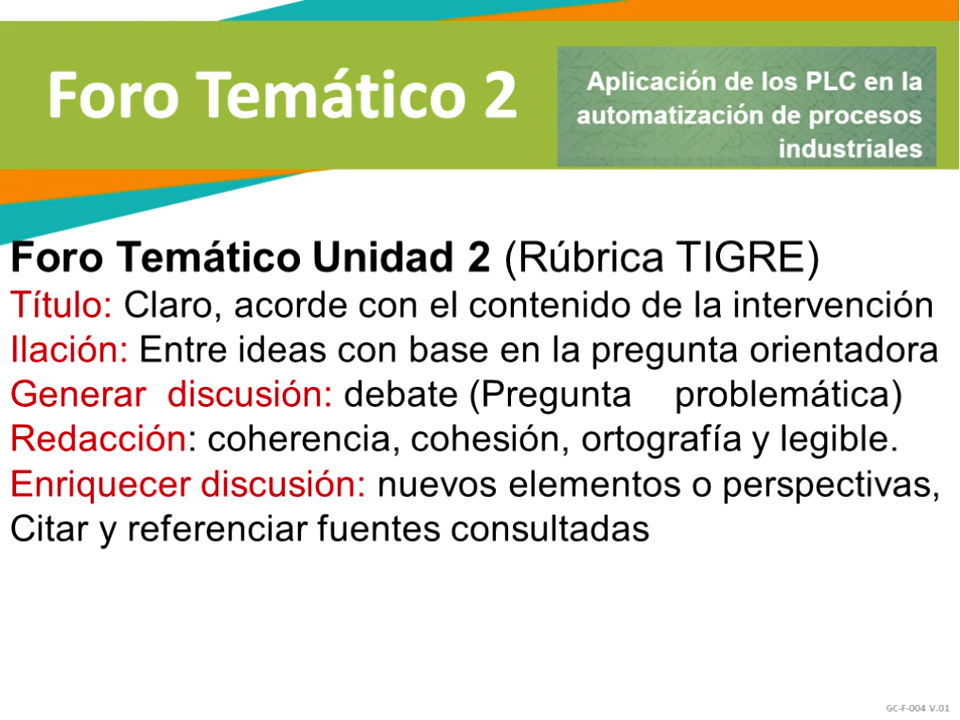 Foro Temático 2
Aplicación de los PLC en la
automatización de procesos
industriales
Foro Temático Unidad 2 (Rúbrica TIGRE)
Título: Claro, acorde con el contenido de la intervención
Ilación: Entre ideas con base en la pregunta orientadora
Generar discusión: debate (Pregunta problemática)
Redacción: coherencia, cohesión, ortografía y legible.
Enriquecer discusión: nuevos elementos o perspectivas,
Citar y referenciar fuentes consultadas
GC-F-004 V.01